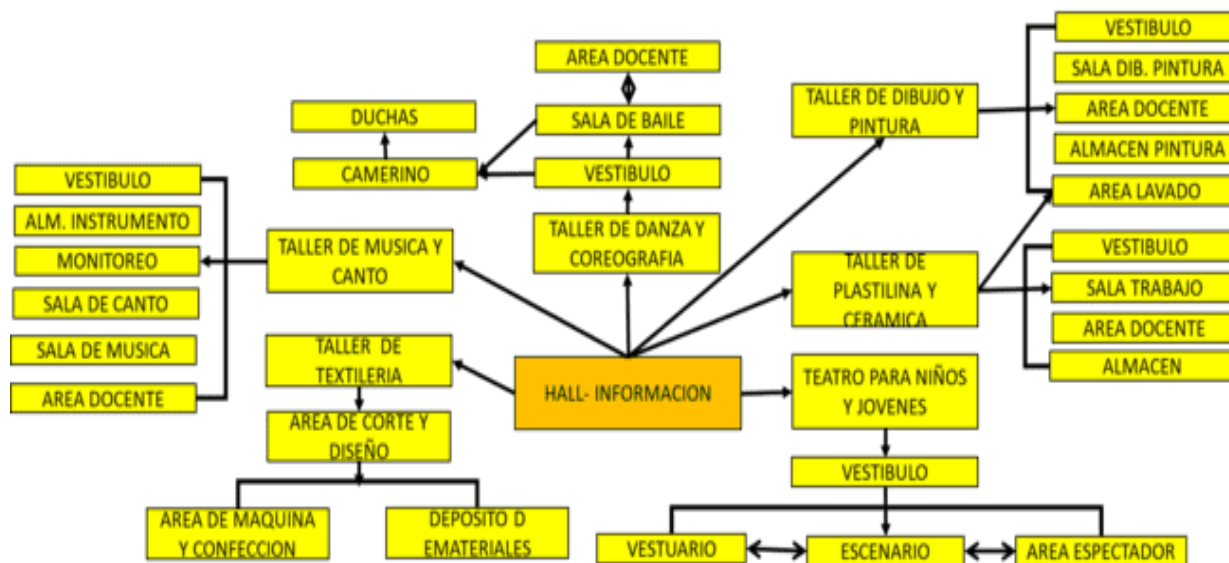 AREA DOCENTE
SALA DE BAILE
VESTIBULO
TALLER DE DANZA Y
COREOGRAFIA
DUCHAS
CAMERINO
VESTIBULO
ALM. INSTRUMENTO
MONITOREO
SALA DE CANTO
SALA DE MUSICA
AREA DOCENTE
TALLER DE MUSICA Y
CANTO
TALLER DE
TEXTILERIA
AREA DE CORTE Y
DISEÑO
AREA DE MAQUINA
Y CONFECCION
DEPOSITO D
EMATERIALES
HALL- INFORMACION
TALLER DE DIBUJO Y
PINTURA
VESTIBULO
SALA DIB. PINTURA
AREA DOCENTE
ALMACEN PINTURA
AREA LAVADO
TALLER DE
PLASTILINA Y
CERAMICA
VESTIBULO
SALA TRABAJO
AREA DOCENTE
ALMACEN
TEATRO PARA NIÑOS
Y JOVENES
VESTIBULO
VESTUARIO
ESCENARIO
AREA ESPECTADOR